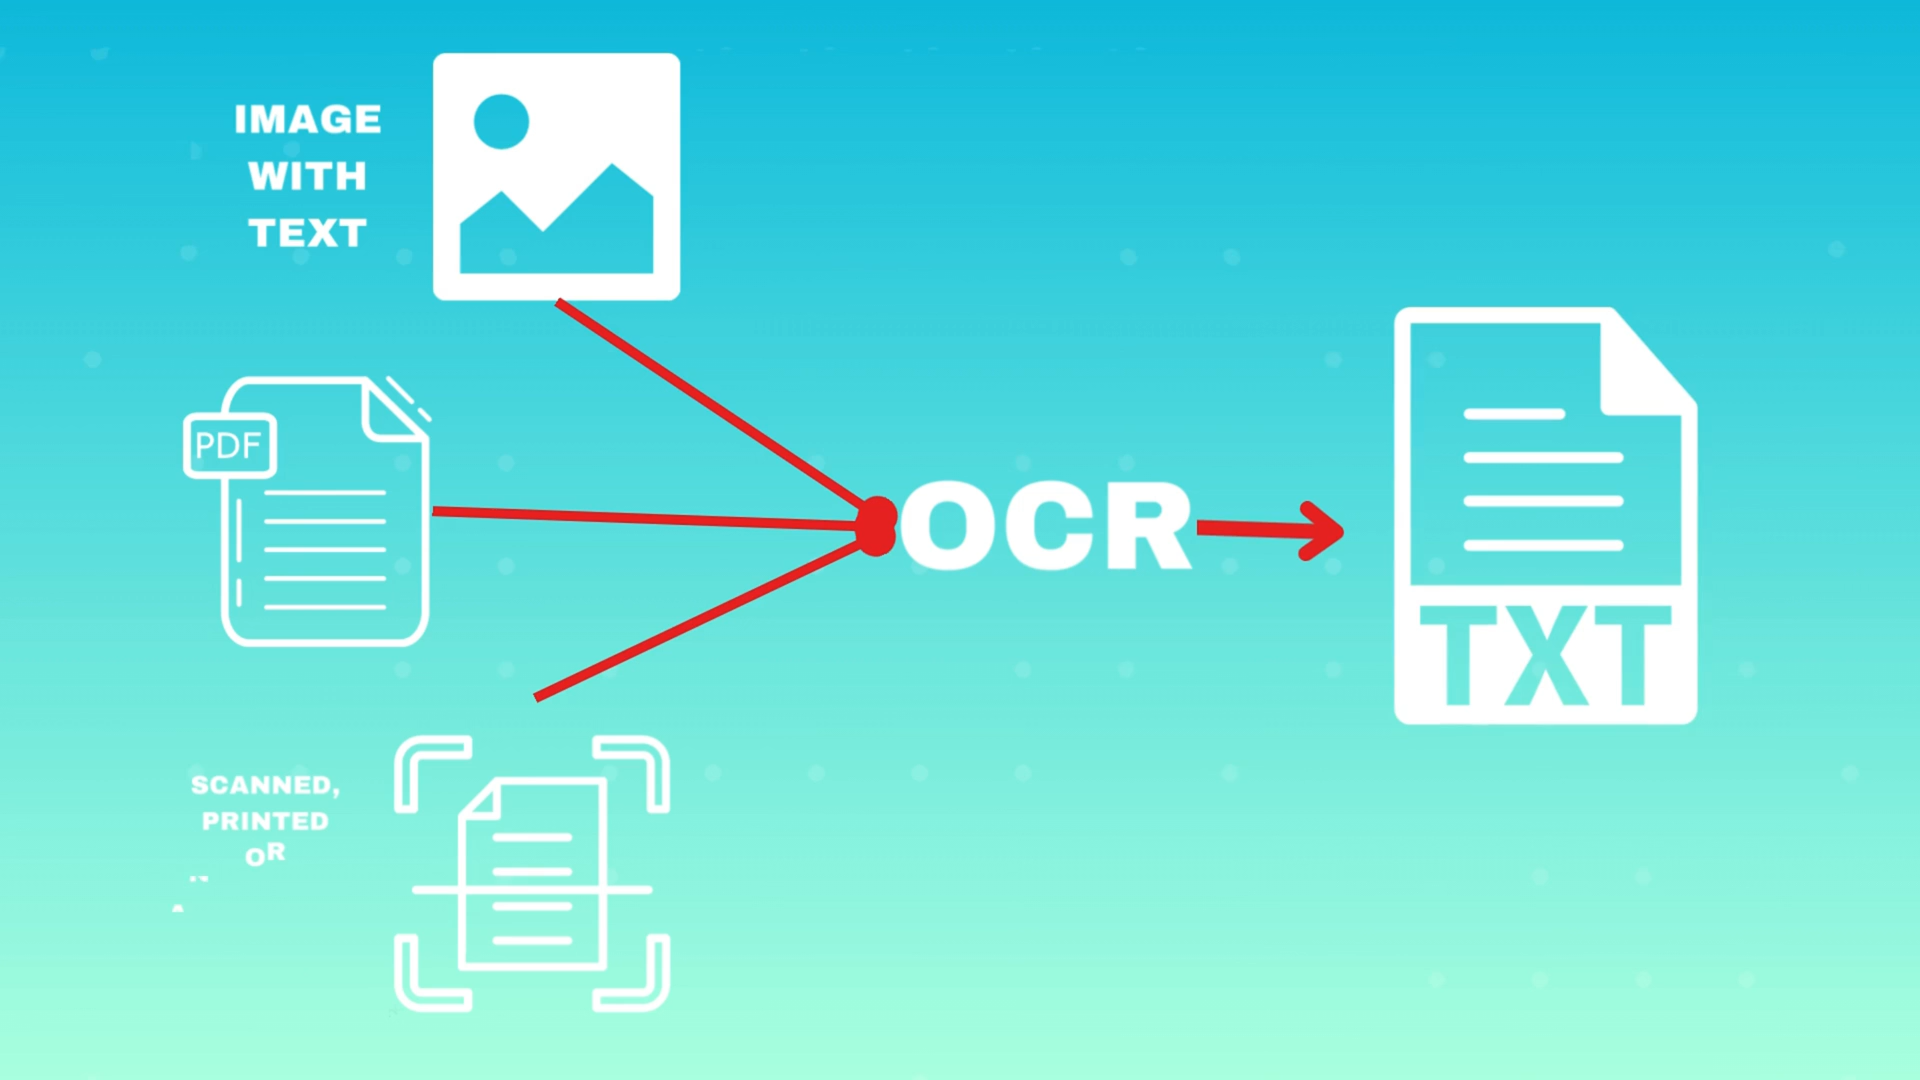 IMAGE
WITH
TEXT
PDF
OCR
TXT
SCANNED,
PRINTED
OR